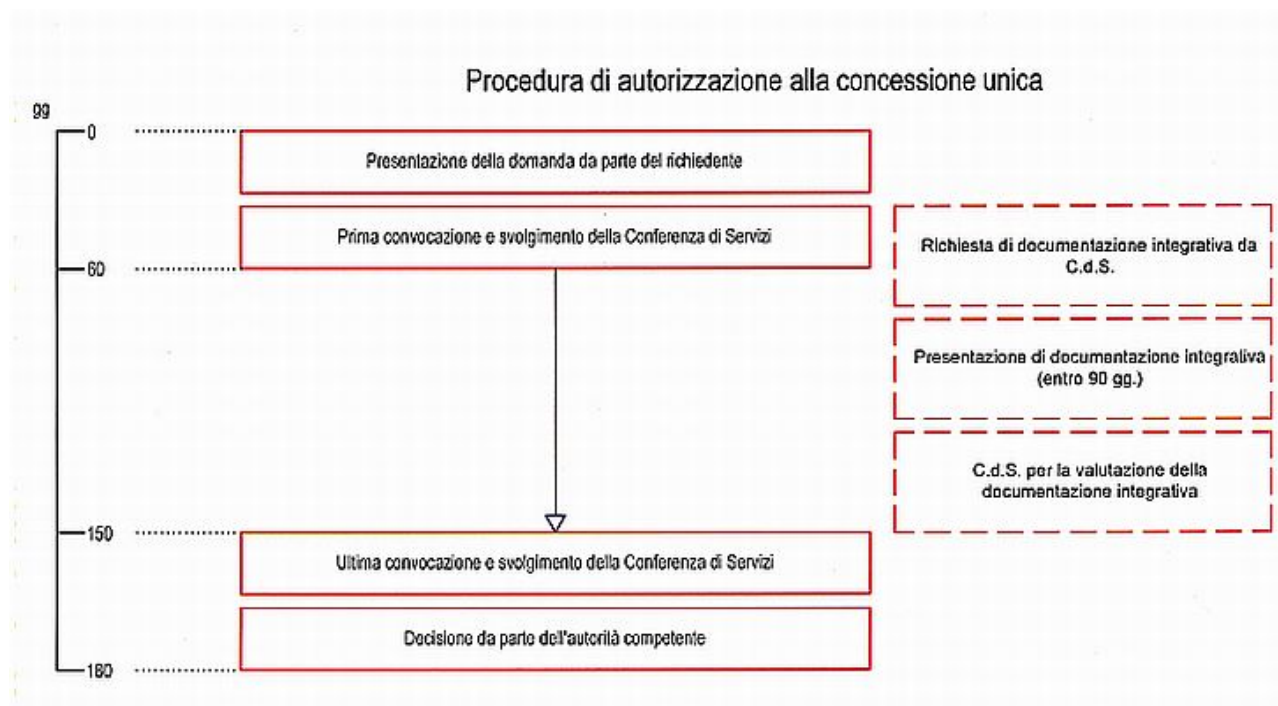 Procedura di autorizzazione alla concessione unica
gg
0
Presentazione della domanda da parte del richiedente
Prima convocazione e svolgimento della Conferenza di Servizi
60
Richiesta di documentazione integrativa da
C.d.S.
Presentazione di documentazione integrativa
(entro 90 gg.)
C.d.S. per la valutazione della
documentazione integrativa
150
Ultima convocazione e svolgimento della Conferenza di Servizi
Decisione da parte dell'autorità competente
180